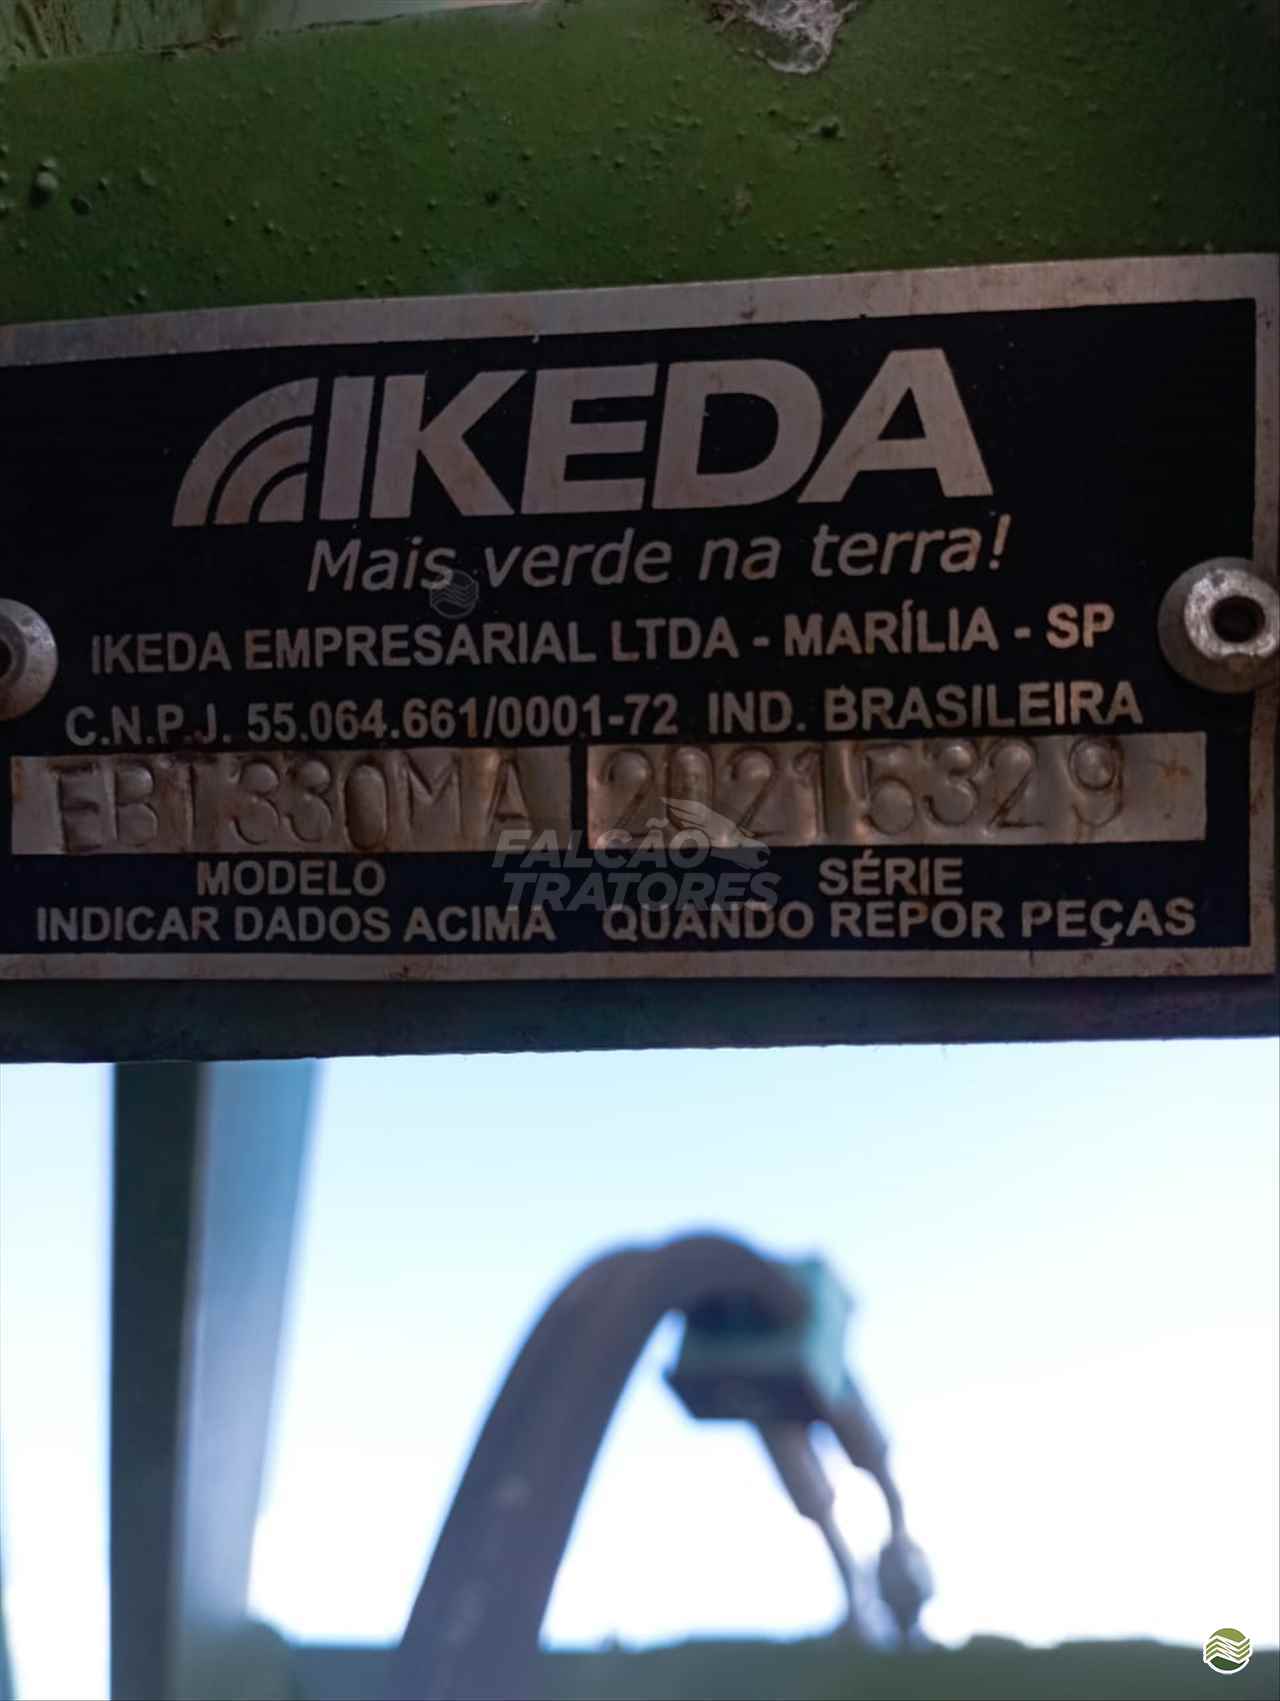 IKEDA
Mais verde na terra!
IKEDA EMPRESARIAL LTDA - MARÍLIA - SP
C.N.P.J. 55.064.661/0001-72 IND. BRASILEIRA
EBT330MA 20215329
MODELO SÉRIE
INDICAR DADOS ACIMA QUANDO REPOR PEÇAS
FALCÃO
TRATORES